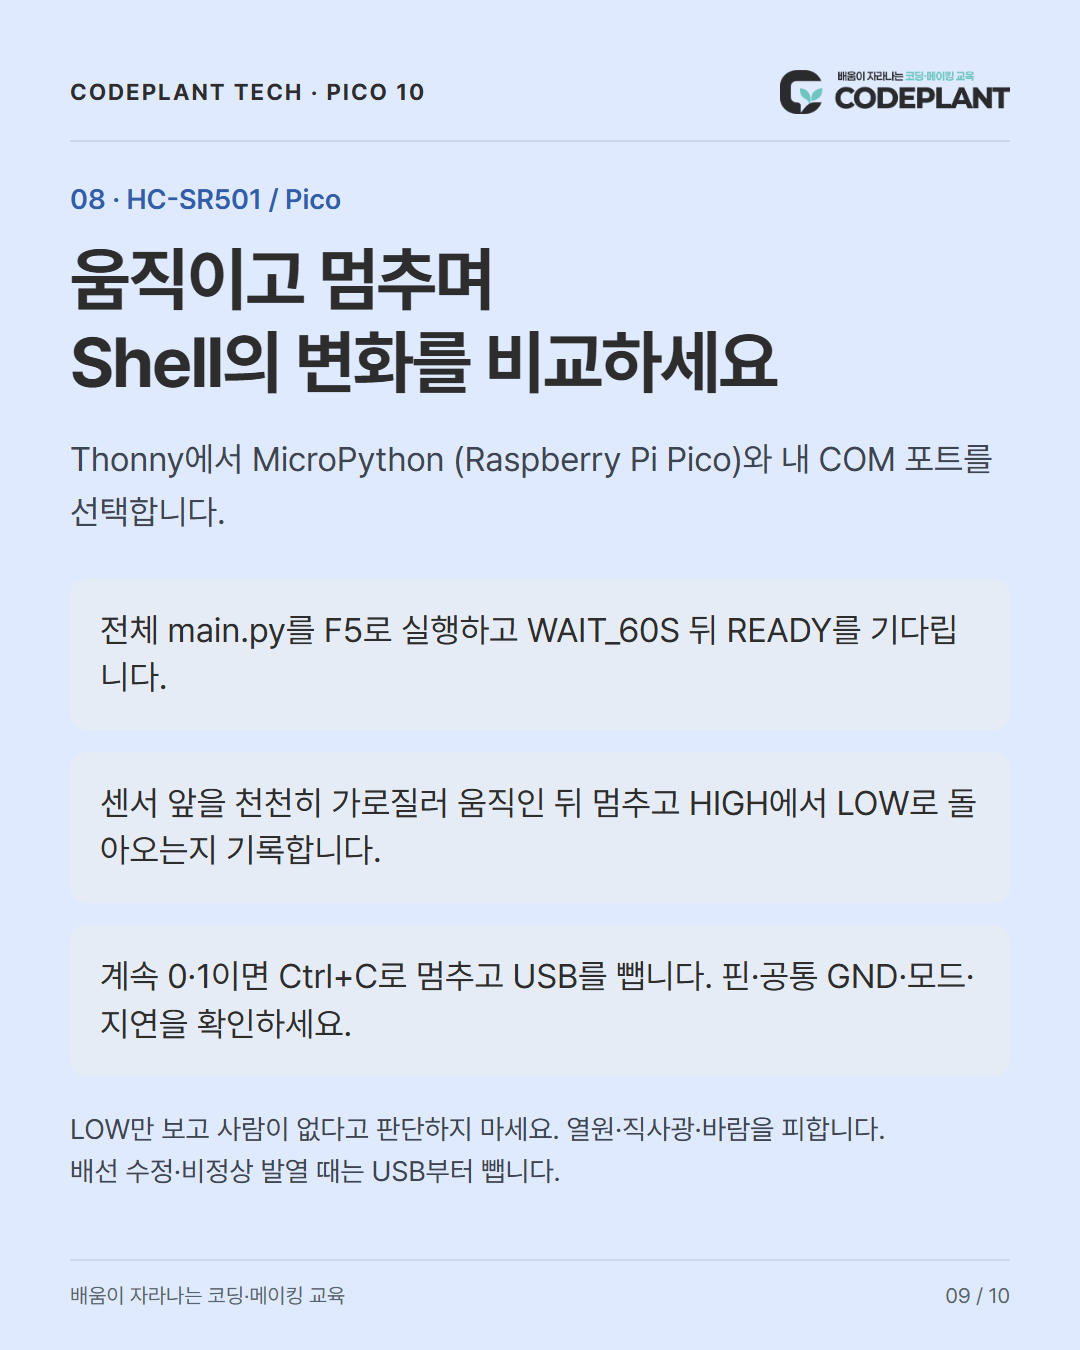 CODEPLANT TECH · PICO 10
배움이 자라나는 코딩·메이킹 교육
CODEPLANT
08 · HC-SR501 / Pico
움직이고 멈추며
Shell의 변화를 비교하세요
Thonny에서 MicroPython (Raspberry Pi Pico)와 내 COM 포트를
선택합니다.
전체 main.py를 F5로 실행하고 WAIT_60S 뒤 READY를 기다립
니다.
센서 앞을 천천히 가로질러 움직인 뒤 멈추고 HIGH에서 LOW로 돌
아오는지 기록합니다.
계속 0·1이면 Ctrl+C로 멈추고 USB를 뺍니다. 핀·공통 GND·모드·
지연을 확인하세요.
LOW만 보고 사람이 없다고 판단하지 마세요. 열원·직사광·바람을 피합니다.
배선 수정·비정상 발열 때는 USB부터 뺍니다.
배움이 자라나는 코딩·메이킹 교육
09 / 10